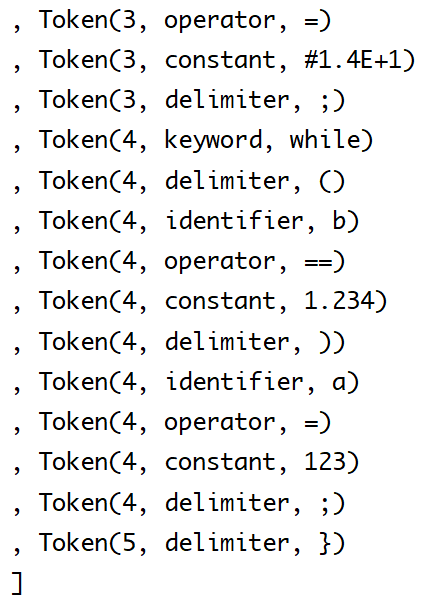 , Token(3, operator, =)
, Token(3, constant, #1.4E+1)
, Token(3, delimiter, ;)
, Token(4, keyword, while)
, Token(4, delimiter, ()
, Token(4, identifier, b)
, Token(4, operator, ==)
, Token(4, constant, 1.234)
, Token(4, delimiter, ))
, Token(4, identifier, a)
, Token(4, operator, =)
, Token(4, constant, 123)
, Token(4, delimiter, ;)
, Token(5, delimiter, })
]